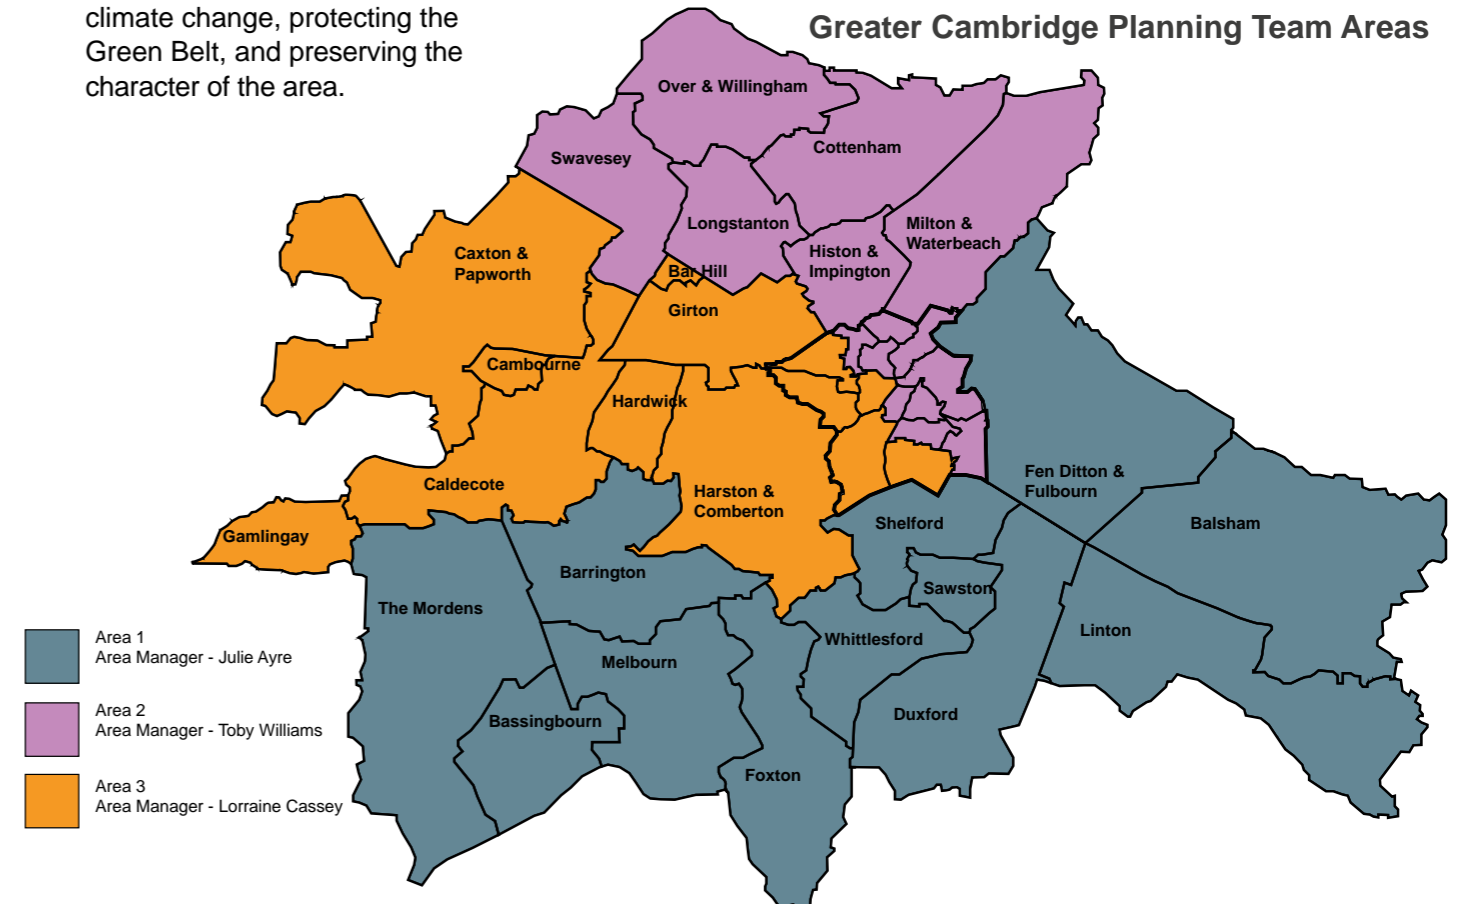 climate change, protecting the
Green Belt, and preserving the
character of the area.
Greater Cambridge Planning Team Areas
Over & Willingham
Swavesey
Cottenham
Longstanton
Milton &
Waterbeach
Histon &
Impington
Caxton &
Papworth
Bar Hill
Girton
Cambourne
Hardwick
Caldecote
Harston &
Comberton
Fen Ditton &
Fulbourn
Gamlingay
Shelford
Balsham
Barrington
Sawston
The Mordens
Whittlesford
Linton
Melbourn
Bassingbourn
Duxford
Foxton
Area 1
Area Manager - Julie Ayre
Area 2
Area Manager - Toby Williams
Area 3
Area Manager - Lorraine Cassey